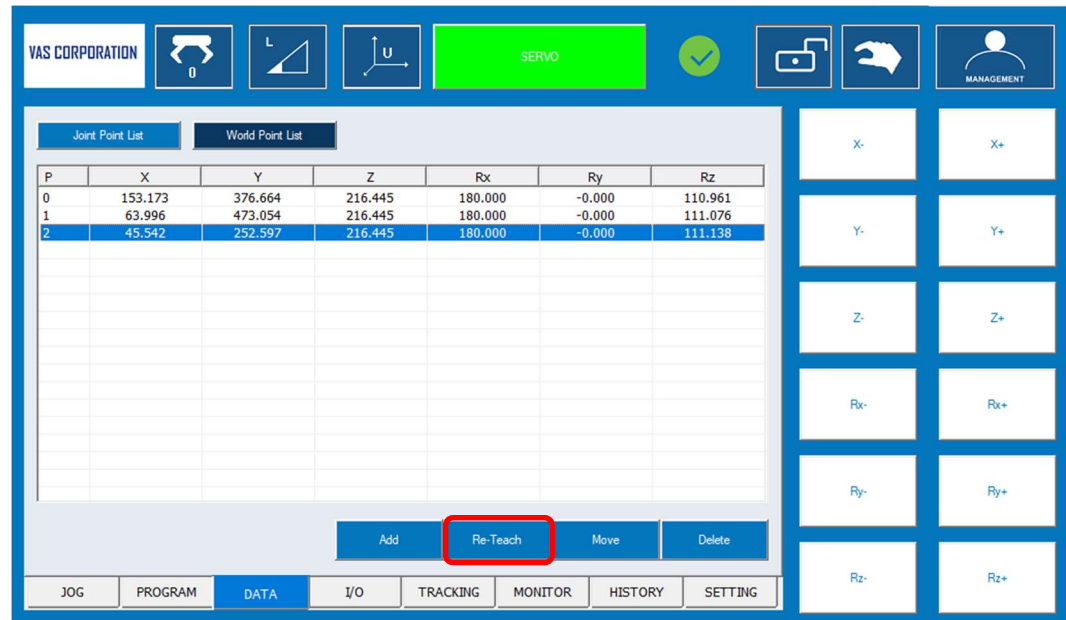 VAS CORPORATION
0
L
U
SERVO
MANAGEMENT
Joint Point List World Point List
P X Y Z Rx Ry Rz
0 153.173 376.664 216.445 180.000 -0.000 110.961
1 63.996 473.054 216.445 180.000 -0.000 111.076
2 45.542 252.597 216.445 180.000 -0.000 111.138
Add Re-Teach Move Delete
JOG PROGRAM DATA I/O TRACKING MONITOR HISTORY SETTING
X- X+
Y- Y+
Z- Z+
Rx- Rx+
Ry- Ry+
Rz- Rz+